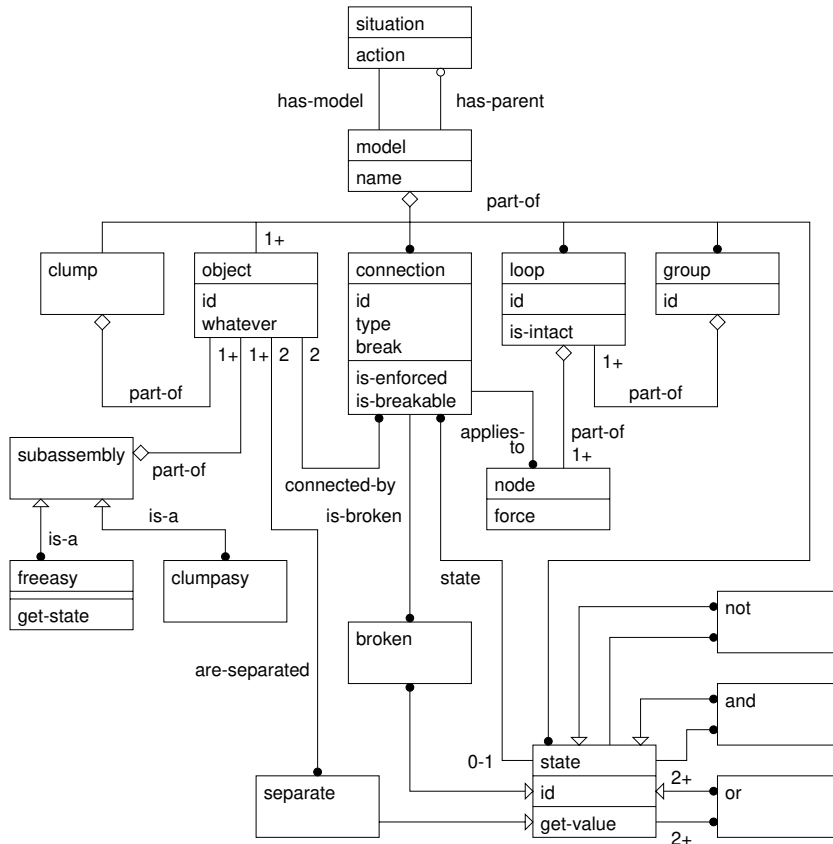 situation
action
has-model
has-parent
model
name
part-of
1+
clump
object
connection
loop
group
id
whatever
id
type
break
id
id
is-intact
1+ 1+ 2 2
1+
is-enforced
is-breakable
part-of
part-of
applies-
to
part-of
1+
subassembly
part-of
connected-by
node
is-broken
force
is-a
is-a
freeasy
clumpasy
state
get-state
not
broken
are-separated
and
0-1
state
2+
separate
id
or
get-value
2+